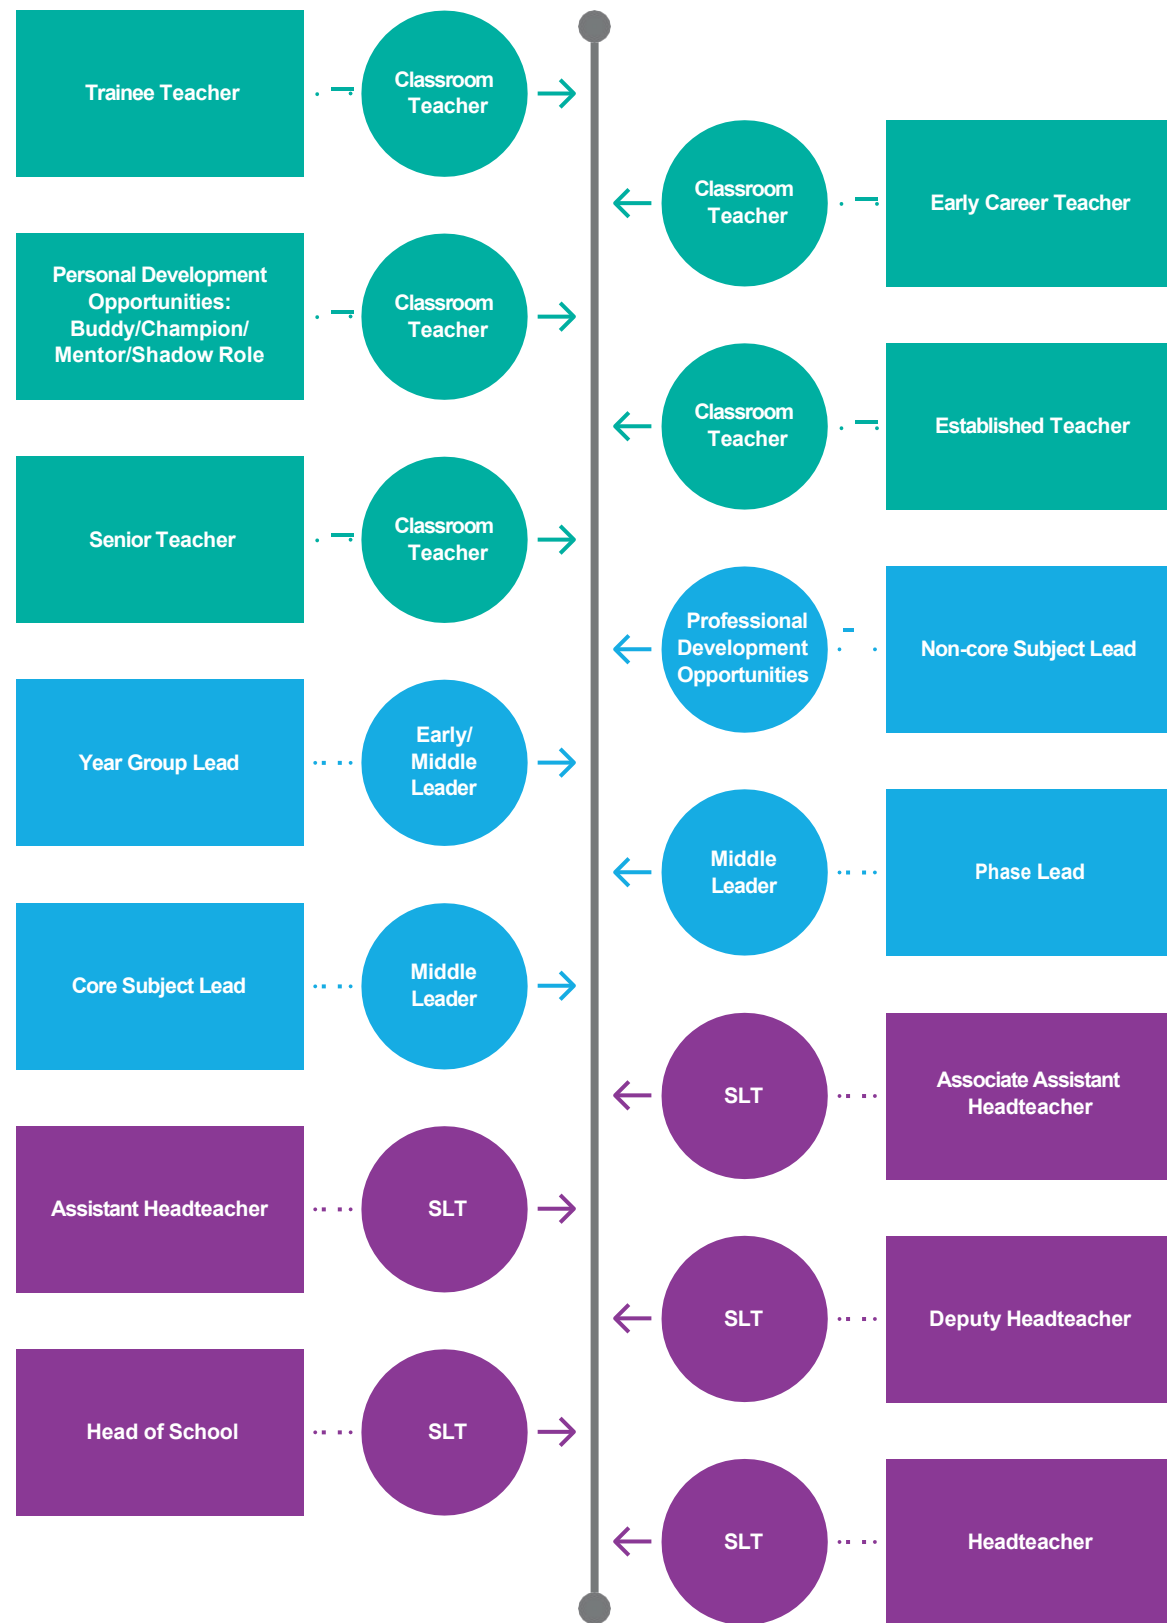 Trainee Teacher
Classroom
Teacher
Classroom
Teacher
Early Career Teacher
Personal Development
Opportunities:
Buddy/Champion/
Mentor/Shadow Role
Classroom
Teacher
Classroom
Teacher
Established Teacher
Senior Teacher
Classroom
Teacher
Professional
Development
Opportunities
Non-core Subject Lead
Year Group Lead
Early/
Middle
Leader
Middle
Leader
Phase Lead
Core Subject Lead
Middle
Leader
SLT
Associate Assistant
Headteacher
Assistant Headteacher
SLT
SLT
Deputy Headteacher
Head of School
SLT
SLT
Headteacher